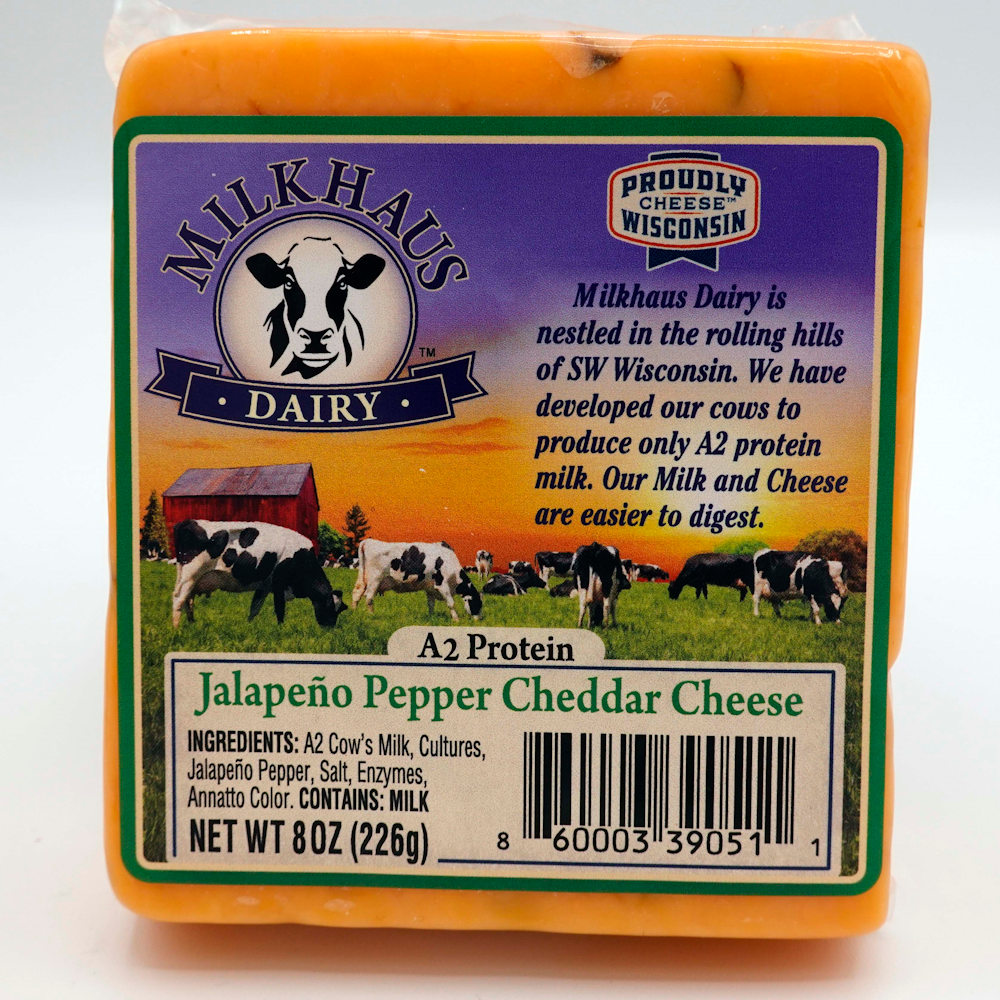 MILKHAUS
TM
· DAIRY ·
PROUDLY
CHEESE™
WISCONSIN
Milkhaus Dairy is
nestled in the rolling hills
of SW Wisconsin. We have
developed our cows to
produce only A2 protein
milk. Our Milk and Cheese
are easier to digest.
A2 Protein
Jalapeño Pepper Cheddar Cheese
INGREDIENTS: A2 Cow's Milk, Cultures,
Jalapeño Pepper, Salt, Enzymes,
Annatto Color. CONTAINS: MILK
NET WT 8 OZ (226g)
8 60003 39051 1